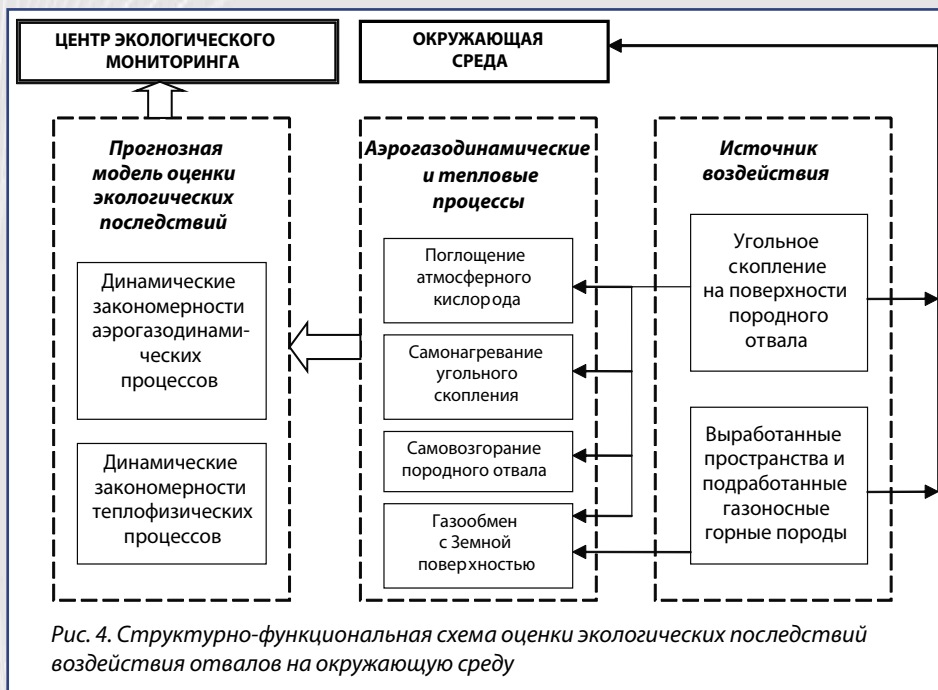 ЦЕНТР ЭКОЛОГИЧЕСКОГО
МОНИТОРИНГА
ОКРУЖАЮЩАЯ
СРЕДА
Прогнозная
модель оценки
экологических
последствий
Динамические
закономерности
аэрогазодинами-
ческих
процессов
Динамические
закономерности
теплофизических
процессов
Аэрогазодинамические
и тепловые
процессы
Поглощение
атмосферного
кислорода
Самонагревание
угольного
скопления
Самовозгорание
породного отвала
Газообмен
с Земной
поверхностью
Источник
воздействия
Угольное
скопление
на поверхности
породного
отвала
Выработанные
пространства и
подработанные
газоносные
горные породы
Рис. 4. Структурно-функциональная схема оценки экологических последствий
воздействия отвалов на окружающую среду